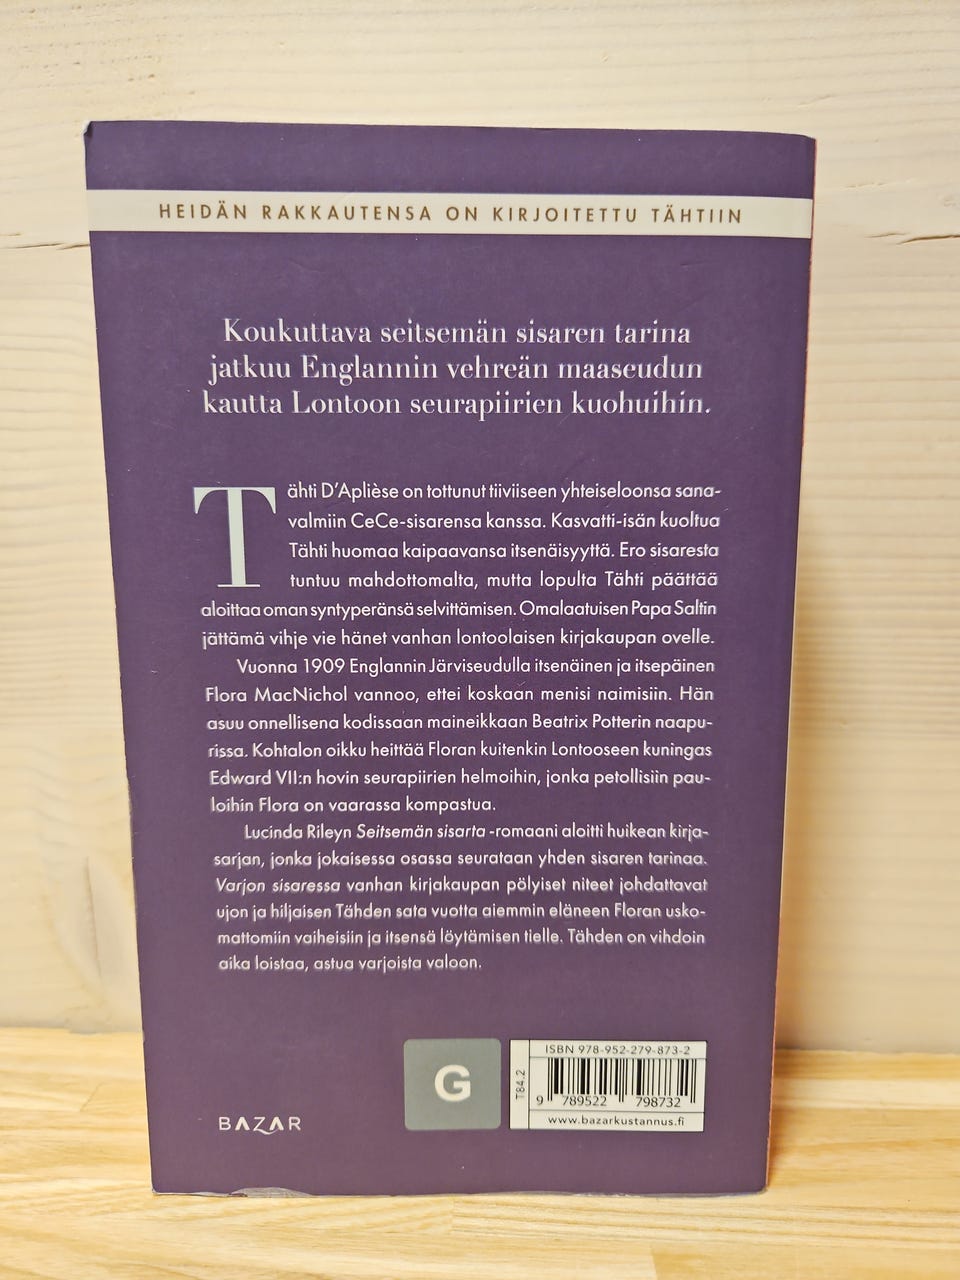 HEIDÄN RAKKAUTENSA ON KIRJOITETTU TÄHTIIN
Koukuttava seitsemän sisaren tarina
jatkuu Englannin vehreän maaseudun
kautta Lontoon seurapiirien kuohuihin.
Tähti D'Aplièse on tottunut tiiviiseen yhteiseloonsa sana-
valmiin CeCe-sisarensa kanssa. Kasvatti-isän kuoltua
Tähti huomaa kaipaavansa itsenäisyyttä. Ero sisaresta
tuntuu mahdottomalta, mutta lopulta Tähti päättää
aloittaa oman syntyperänsä selvittämisen. Omalaatuisen Papa Saltin
jättämä vihje vie hänet vanhan lontoolaisen kirjakaupan ovelle.
Vuonna 1909 Englannin Järviseudulla itsenäinen ja itsepäinen
Flora MacNichol vannoo, ettei koskaan menisi naimisiin. Hän
asuu onnellisena kodissaan maineikkaan Beatrix Potterin naapu-
rissa. Kohtalon oikku heittää Floran kuitenkin Lontooseen kuningas
Edward VII:n hovin seurapiirien helmoihin, jonka petollisiin pau-
loihin Flora on vaarassa kompastua.
Lucinda Rileyn Seitsemän sisarta -romaani aloitti huikean kirja-
sarjan, jonka jokaisessa osassa seurataan yhden sisaren tarinaa.
Varjon sisaressa vanhan kirjakaupan pölyiset niteet johdattavat
ujon ja hiljaisen Tähden sata vuotta aiemmin eläneen Floran usko-
mattomiin vaiheisiin ja itsensä löytämisen tielle. Tähden on vihdoin
aika loistaa, astua varjoista valoon.
BAZAR
G
T84.2
ISBN 978-952-279-873-2
9 789522 798732
www.bazarkustannus.fi